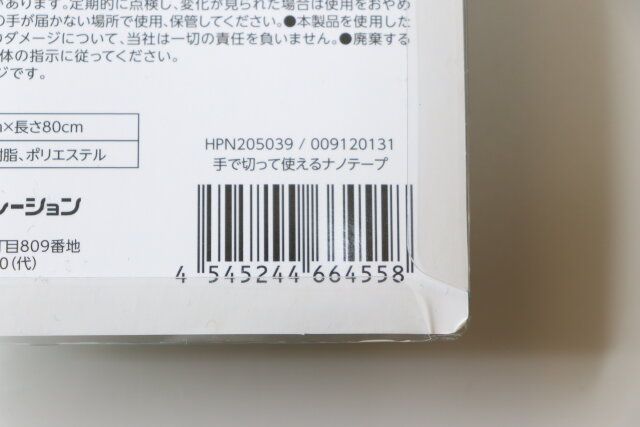 があります。定期的に点検し、変化が見られた場合は使用をおやめ
の手が届かない場所で使用、保管してください。●本製品を使用した
のダメージについて、当社は一切の責任を負いません。●廃棄する
体の指示に従ってください。
ジです。
×長さ80cm
樹脂、ポリエステル
HPN205039 / 009120131
手で切って使えるナノテープ
レーション
丁目809番地
0(代)
4 545244 664558